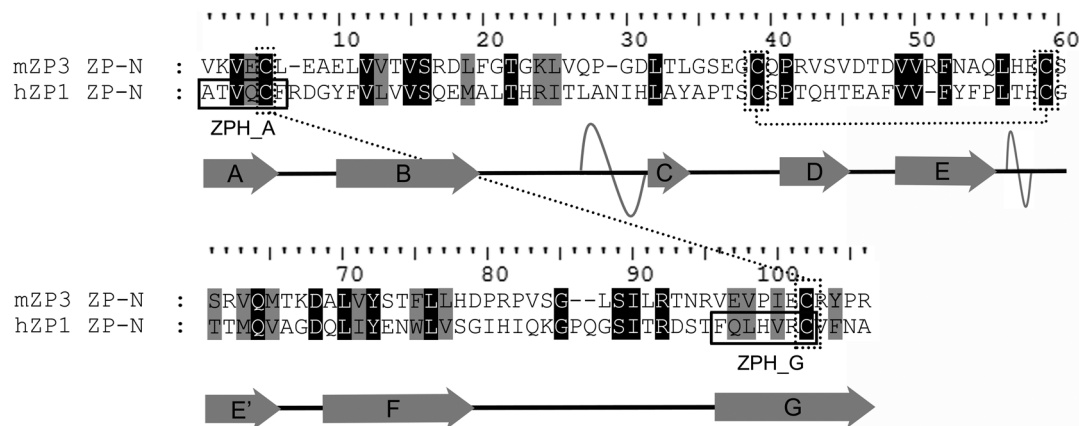 10 20 30 40 50 60
mZP3 ZP-N : VKVECL-EAELVVTVSRDLFGTGKLVQP-GDLTLGSEGCQPRVSVDTDVVRFNAQLHECS
hZP1 ZP-N : ATVQCFRDGYFVLVVSQEMALTHRITLANIHLAYAPTSCSPTQHTEAFVV-FYFPLTHCG
ZPH_A
A B C D E
70 80 90 100
mZP3 ZP-N : SRVQMTKDALVYSTFLLHDPRPVSG--LSILRTNRVEVPIECRYPR
hZP1 ZP-N : TTMQVAGDQLIYENWLVSGIHIQKGPQGSITRDSTFQLHVRCVFNA
ZPH_G
E' F G